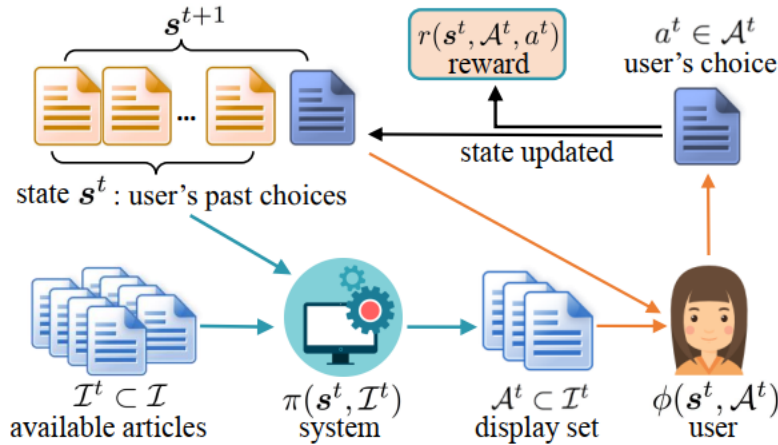 𝒔^{t+1}
r(𝒔^t, 𝒜^t, a^t)
reward
a^t ∈ 𝒜^t
user's choice
...
state updated
state 𝒔^t : user's past choices
ℐ^t ⊂ ℐ
available articles
π(𝒔^t, ℐ^t)
system
𝒜^t ⊂ ℐ^t
display set
ϕ(𝒔^t, 𝒜^t)
user